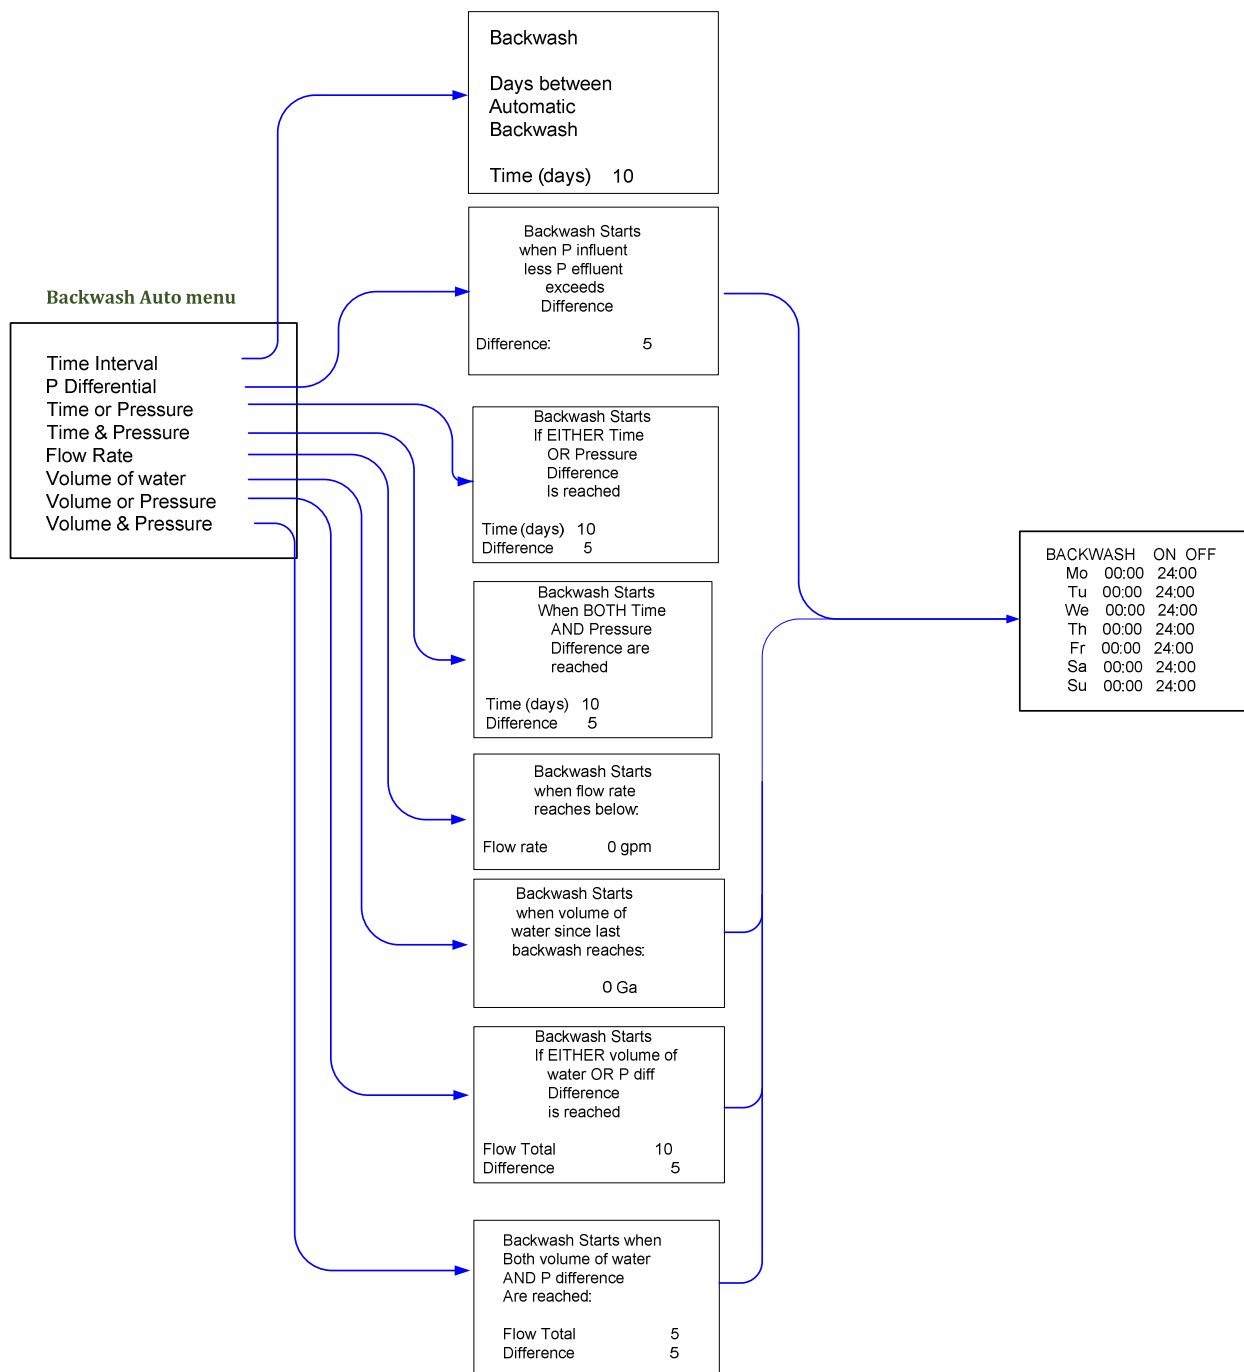 Backwash Auto menu
Time Interval
P Differential
Time or Pressure
Time & Pressure
Flow Rate
Volume of water
Volume or Pressure
Volume & Pressure
Backwash
Days between
Automatic
Backwash
Time (days) 10
Backwash Starts
when P influent
less P effluent
exceeds
Difference
Difference: 5
Backwash Starts
If EITHER Time
OR Pressure
Difference
Is reached
Time (days) 10
Difference 5
Backwash Starts
When BOTH Time
AND Pressure
Difference are
reached
Time (days) 10
Difference 5
Backwash Starts
when flow rate
reaches below:
Flow rate 0 gpm
Backwash Starts
when volume of
water since last
backwash reaches:
0 Ga
Backwash Starts
If EITHER volume of
water OR P diff
Difference
is reached
Flow Total 10
Difference 5
Backwash Starts when
Both volume of water
AND P difference
Are reached:
Flow Total 5
Difference 5
BACKWASH ON OFF
Mo 00:00 24:00
Tu 00:00 24:00
We 00:00 24:00
Th 00:00 24:00
Fr 00:00 24:00
Sa 00:00 24:00
Su 00:00 24:00